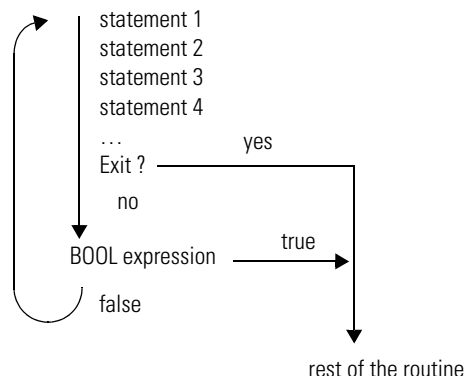 statement 1
statement 2
statement 3
statement 4
…
Exit ?
yes
no
BOOL expression
true
false
rest of the routine